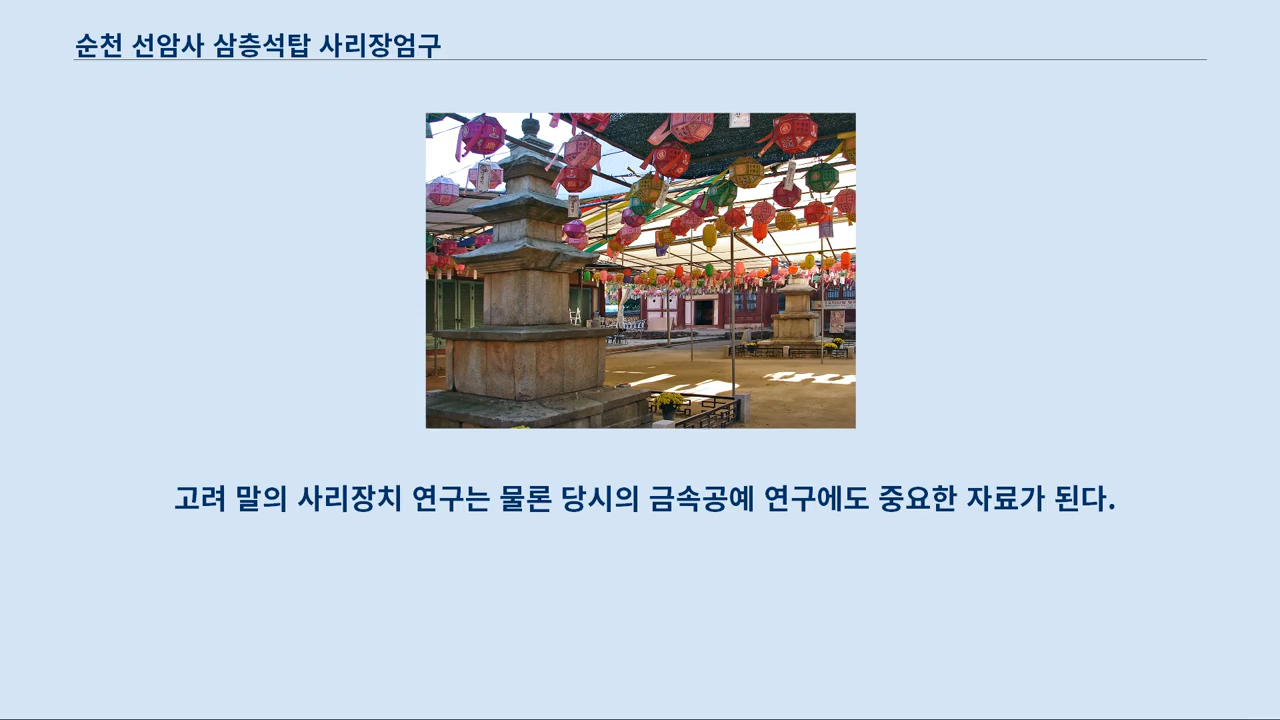 순천 선암사 삼층석탑 사리장엄구
고려 말의 사리장치 연구는 물론 당시의 금속공예 연구에도 중요한 자료가 된다.